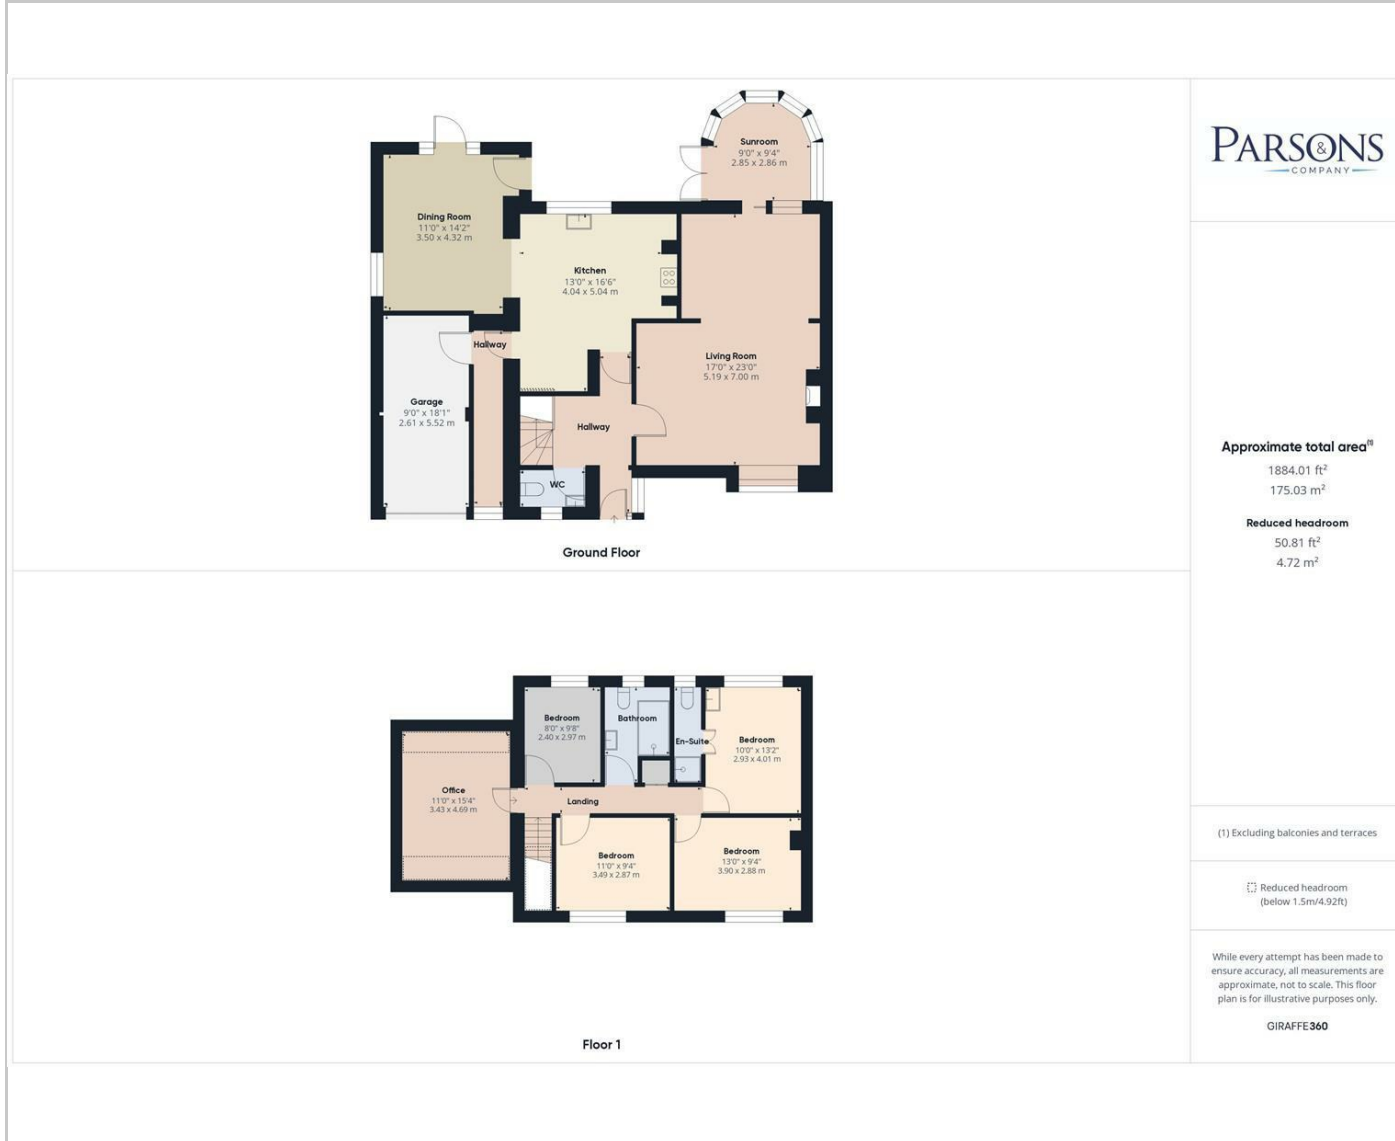 Sunroom
9'0" x 9'4"
2.85 x 2.86 m
Dining Room
11'0" x 14'2"
3.50 x 4.32 m
Kitchen
13'0" x 16'6"
4.04 x 5.04 m
Hallway
Living Room
17'0" x 23'0"
5.19 x 7.00 m
Garage
9'0" x 18'1"
2.61 x 5.52 m
Hallway
WC
Ground Floor
Bedroom
8'0" x 9'8"
2.40 x 2.97 m
Bathroom
En-Suite
Bedroom
10'0" x 13'2"
2.93 x 4.01 m
Office
11'0" x 15'4"
3.43 x 4.69 m
Landing
Bedroom
11'0" x 9'4"
3.49 x 2.87 m
Bedroom
13'0" x 9'4"
3.90 x 2.88 m
Floor 1
PARSONS
&
COMPANY
Approximate total area⁽¹⁾
1884.01 ft²
175.03 m²
Reduced headroom
50.81 ft²
4.72 m²
(1) Excluding balconies and terraces
Reduced headroom
(below 1.5m/4.92ft)
While every attempt has been made to
ensure accuracy, all measurements are
approximate, not to scale. This floor
plan is for illustrative purposes only.
GIRAFFE360